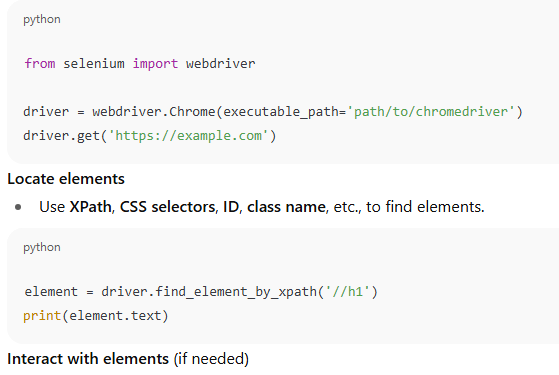 python
from selenium import webdriver
driver = webdriver.Chrome(executable_path='path/to/chromedriver')
driver.get('https://example.com')
Locate elements
• Use XPath, CSS selectors, ID, class name, etc., to find elements.
python
element = driver.find_element_by_xpath('//h1')
print(element.text)
Interact with elements (if needed)